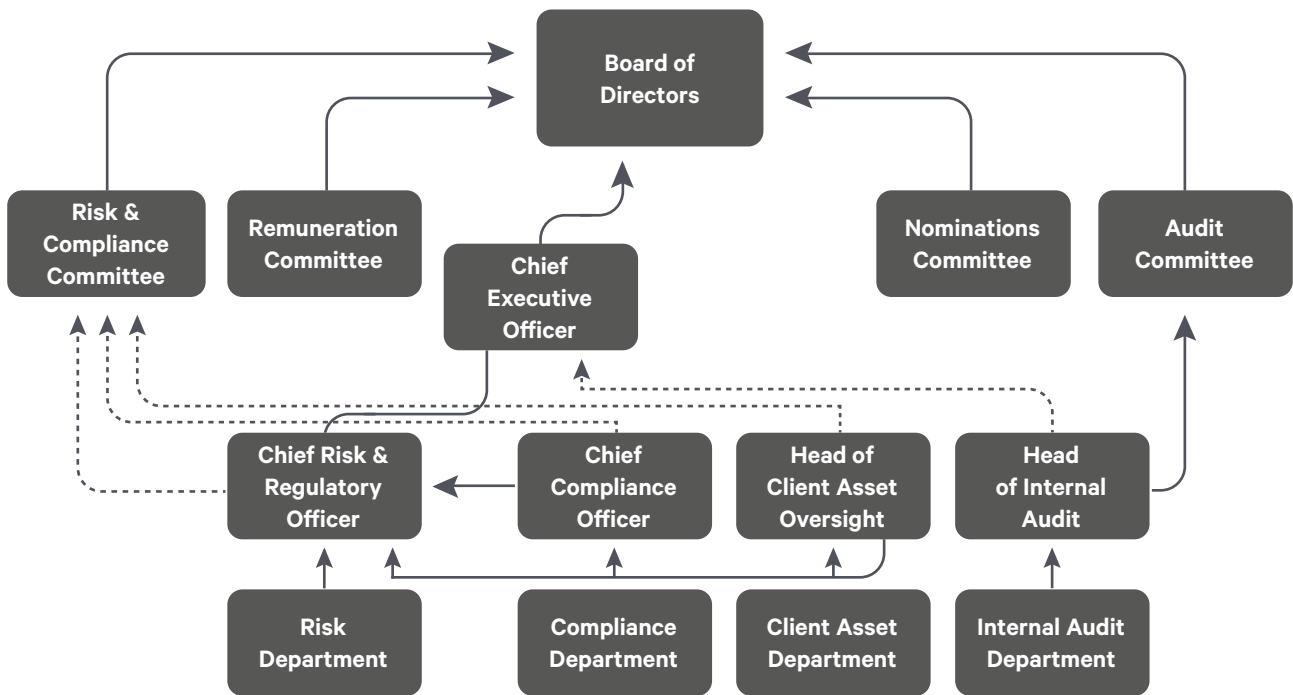 Board of
Directors
Risk &
Compliance
Committee
Remuneration
Committee
Chief
Executive
Officer
Nominations
Committee
Audit
Committee
Chief Risk &
Regulatory
Officer
Chief
Compliance
Officer
Head of
Client Asset
Oversight
Head
of Internal
Audit
Risk
Department
Compliance
Department
Client Asset
Department
Internal Audit
Department